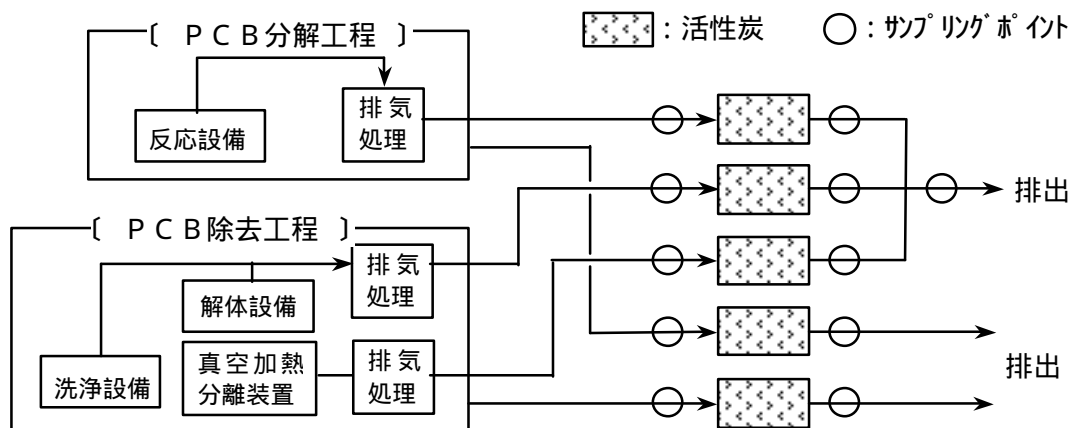 〔 ＰＣＢ分解工程 〕
：活性炭
：ｻﾝﾌﾟﾘﾝｸﾞﾎﾟｲﾝﾄ
反応設備
排気
処理
排出
〔 ＰＣＢ除去工程 〕
排気
処理
解体設備
洗浄設備
真空加熱
分離装置
排気
処理
排出